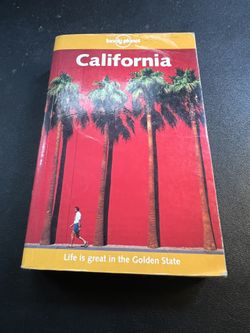 lonely planet
California
Life is great in the Golden State